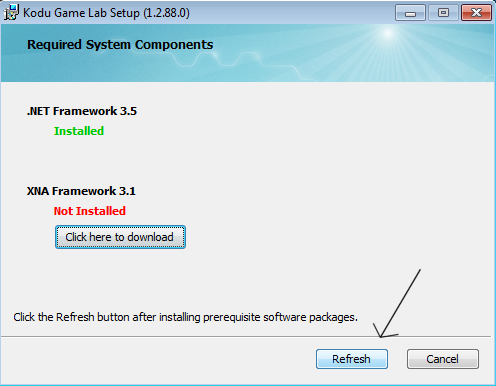 Kodu Game Lab Setup (1.2.88.0)
Required System Components
.NET Framework 3.5
Installed
XNA Framework 3.1
Not Installed
Click here to download
Click the Refresh button after installing prerequisite software packages.
Refresh Cancel